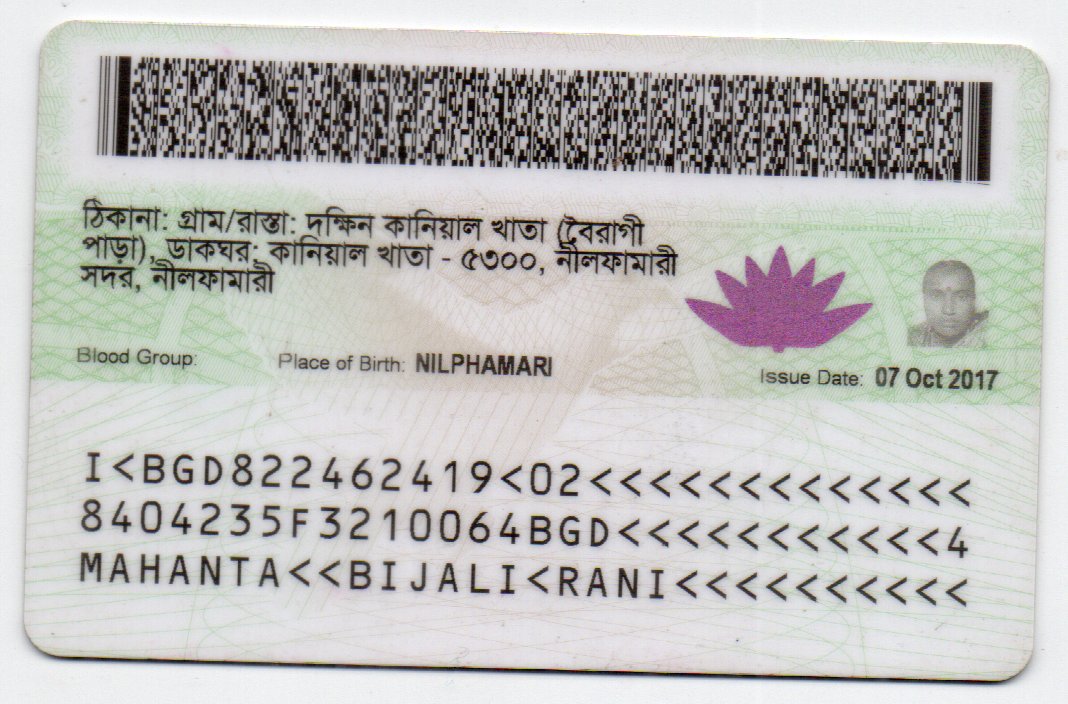 ঠিকানা: গ্রাম/রাস্তা: দক্ষিন কানিয়াল খাতা (বৈরাগী
পাড়া), ডাকঘর: কানিয়াল খাতা - ৫৩০০, নীলফামারী
সদর, নীলফামারী
Blood Group: Place of Birth: NILPHAMARI
Issue Date: 07 Oct 2017
I<BGD822462419<02<<<<<<<<<<<<<
8404235F3210064BGD<<<<<<<<<<<4
MAHANTA<<BIJALI<RANI<<<<<<<<<<